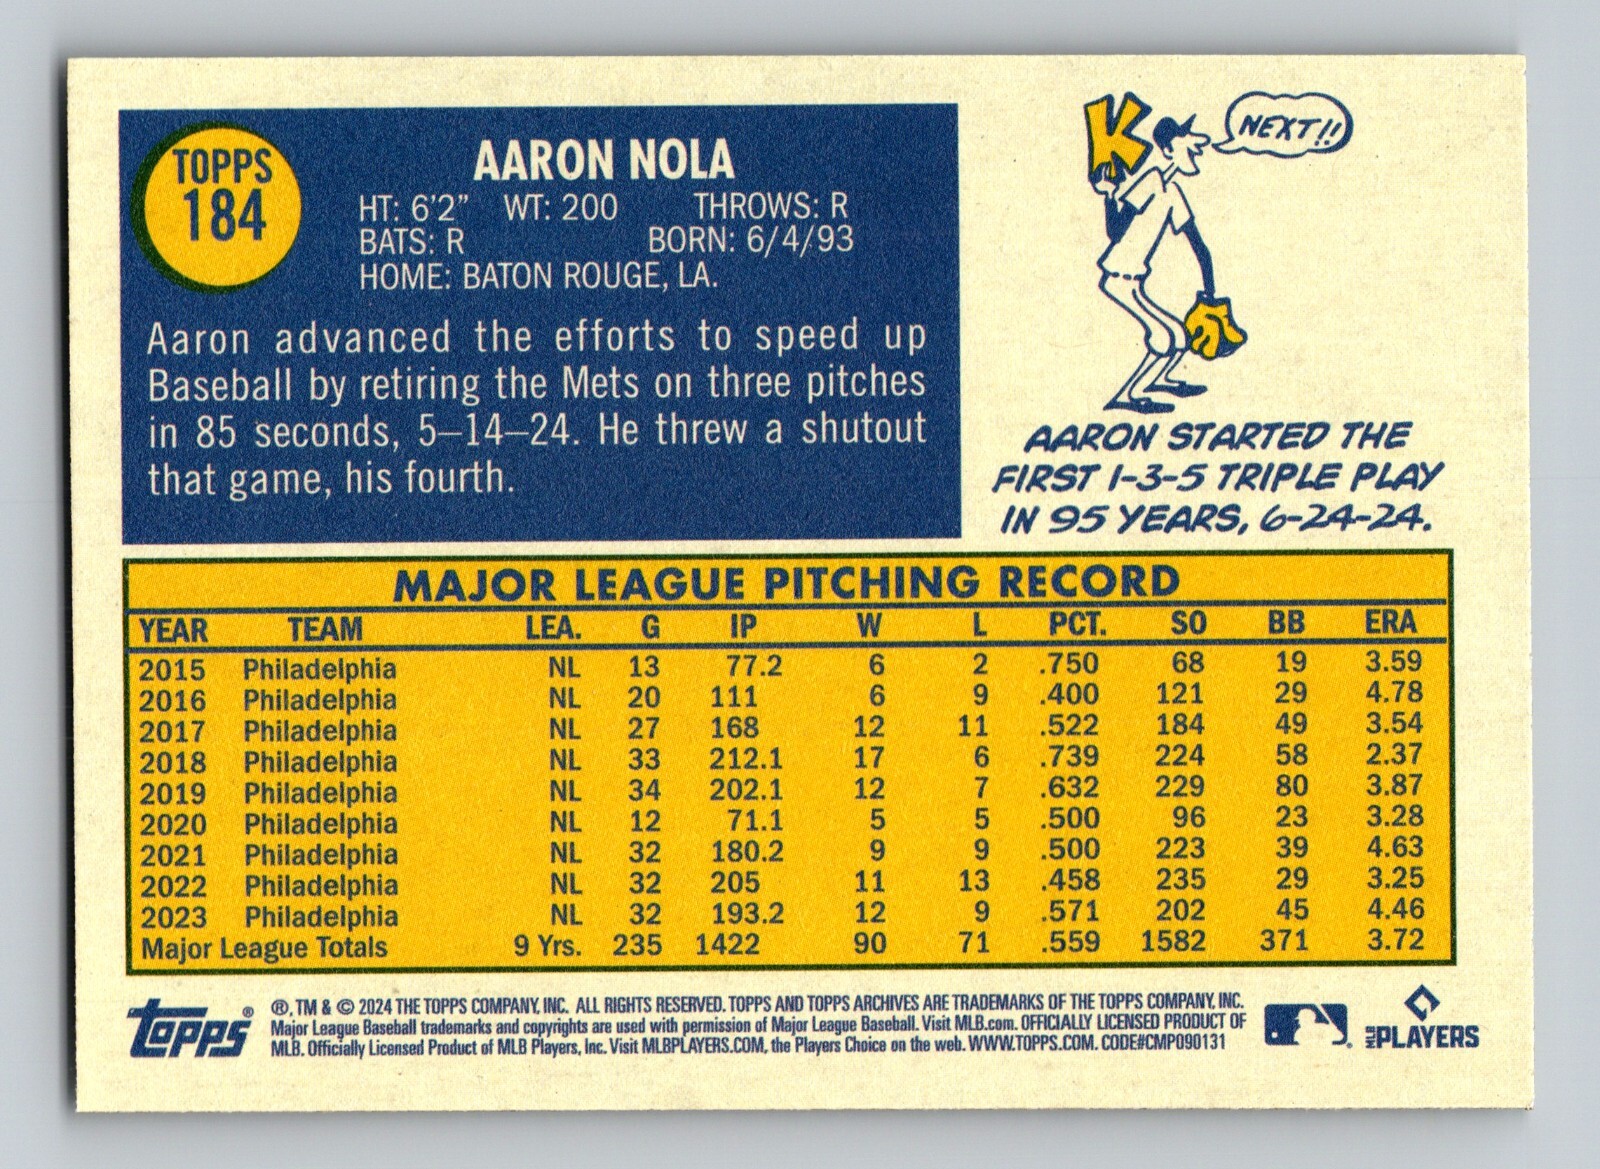 TOPPS
184
AARON NOLA
HT: 6'2" WT: 200 THROWS: R
BATS: R BORN: 6/4/93
HOME: BATON ROUGE, LA.
Aaron advanced the efforts to speed up
Baseball by retiring the Mets on three pitches
in 85 seconds, 5–14–24. He threw a shutout
that game, his fourth.
K
NEXT!!
AARON STARTED THE
FIRST 1-3-5 TRIPLE PLAY
IN 95 YEARS, 6-24-24.
MAJOR LEAGUE PITCHING RECORD
YEAR TEAM LEA. G IP W L PCT. SO BB ERA
2015 Philadelphia NL 13 77.2 6 2 .750 68 19 3.59
2016 Philadelphia NL 20 111 6 9 .400 121 29 4.78
2017 Philadelphia NL 27 168 12 11 .522 184 49 3.54
2018 Philadelphia NL 33 212.1 17 6 .739 224 58 2.37
2019 Philadelphia NL 34 202.1 12 7 .632 229 80 3.87
2020 Philadelphia NL 12 71.1 5 5 .500 96 23 3.28
2021 Philadelphia NL 32 180.2 9 9 .500 223 39 4.63
2022 Philadelphia NL 32 205 11 13 .458 235 29 3.25
2023 Philadelphia NL 32 193.2 12 9 .571 202 45 4.46
Major League Totals 9 Yrs. 235 1422 90 71 .559 1582 371 3.72
topps®
®, TM & © 2024 THE TOPPS COMPANY, INC. ALL RIGHTS RESERVED. TOPPS AND TOPPS ARCHIVES ARE TRADEMARKS OF THE TOPPS COMPANY, INC.
Major League Baseball trademarks and copyrights are used with permission of Major League Baseball. Visit MLB.com. OFFICIALLY LICENSED PRODUCT OF
MLB. Officially Licensed Product of MLB Players, Inc. Visit MLBPLAYERS.COM, the Players Choice on the web. WWW.TOPPS.COM. CODE#CMP090131
MLB PLAYERS